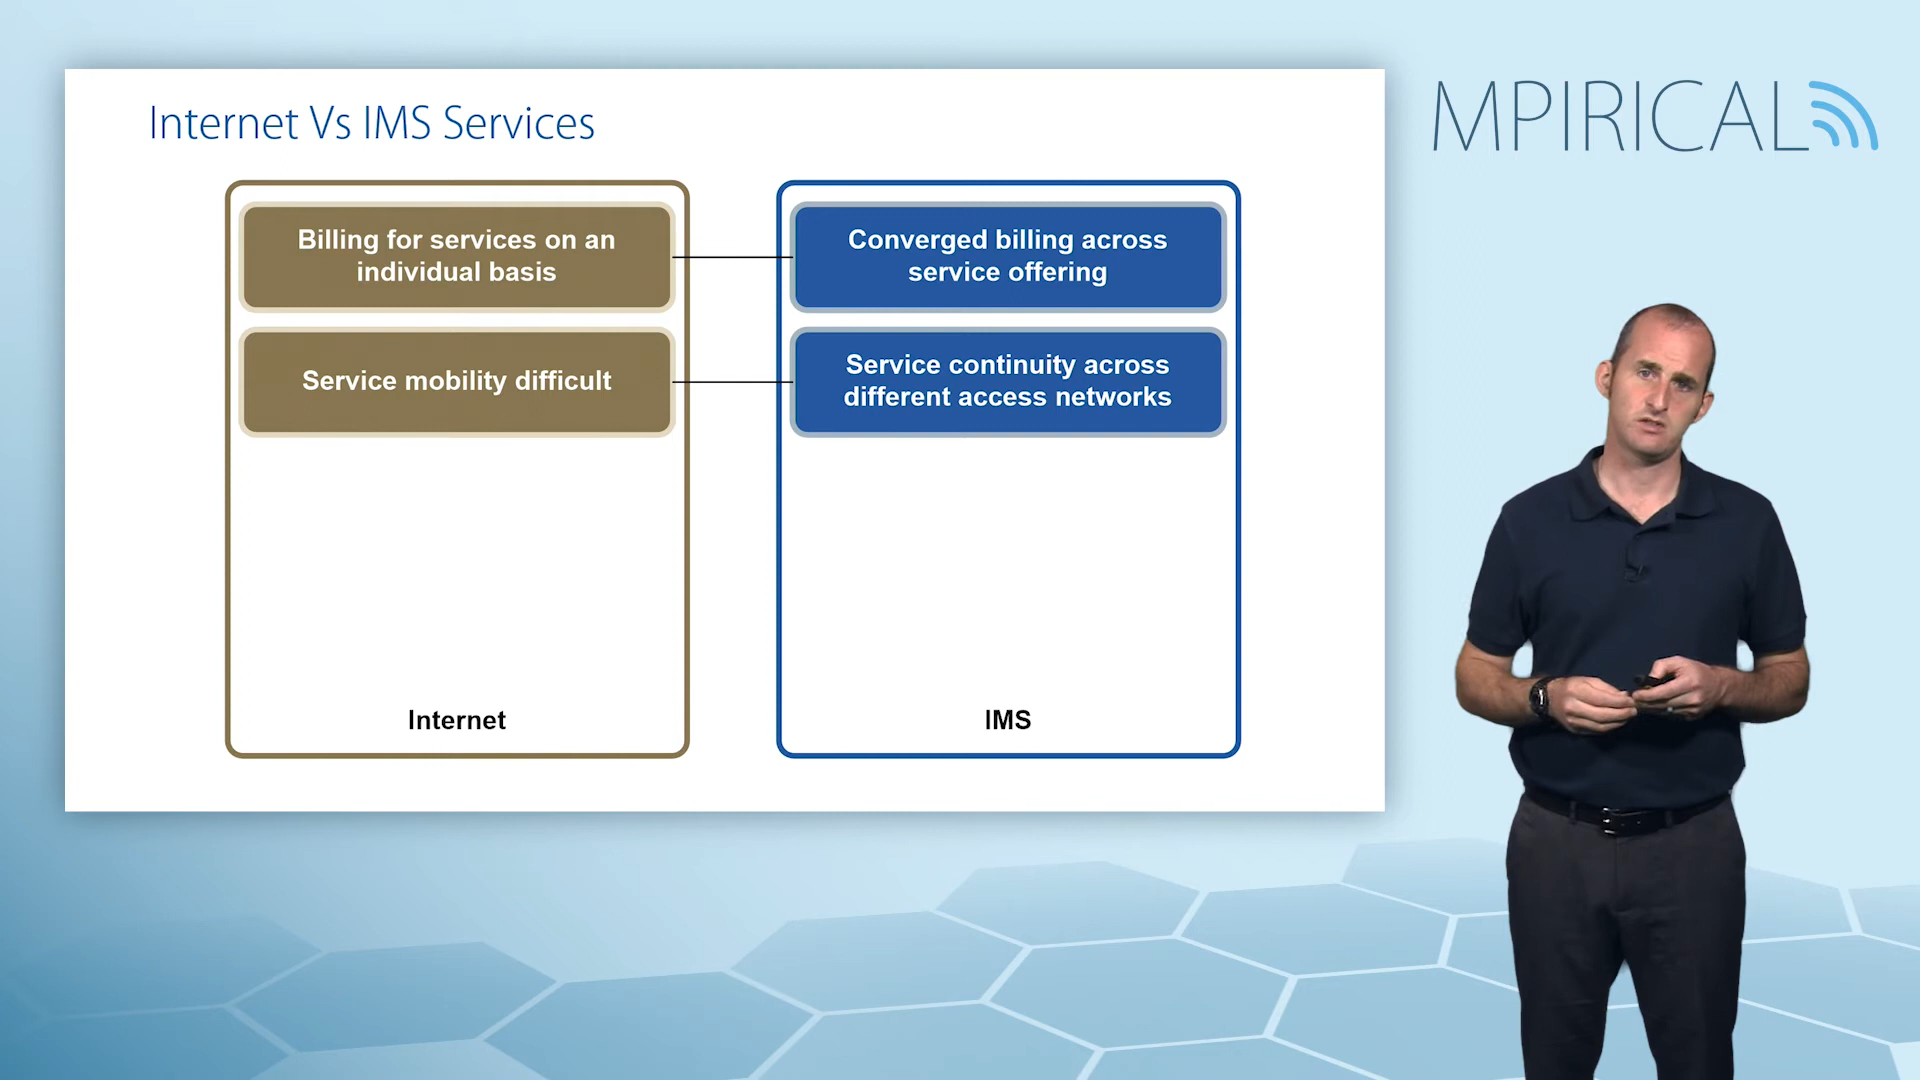 Internet Vs IMS Services
MPIRICAL
Billing for services on an
individual basis
Converged billing across
service offering
Service mobility difficult
Service continuity across
different access networks
Internet
IMS